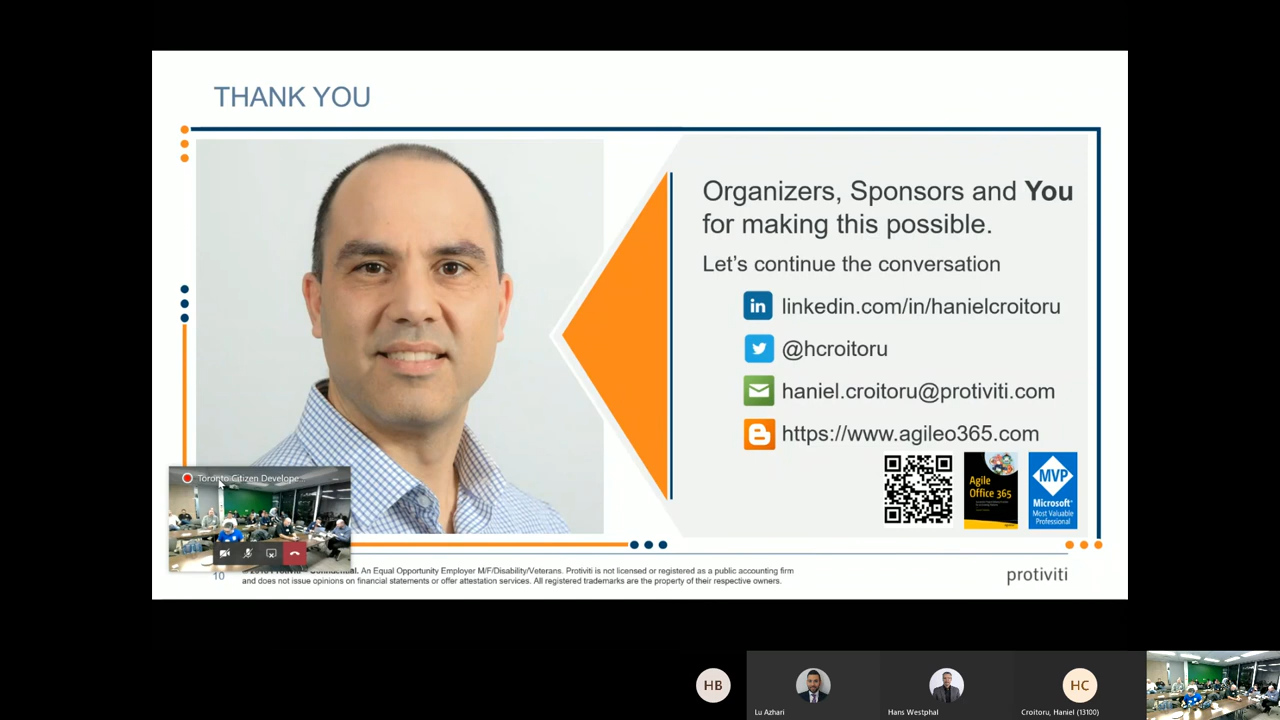 THANK YOU
Organizers, Sponsors and You
for making this possible.
Let's continue the conversation
in linkedin.com/in/hanielcroitoru
@hcroitoru
haniel.croitoru@protiviti.com
https://www.agileo365.com
Agile
Office 365
MVP
Microsoft®
Most Valuable
Professional
Toronto Citizen Develope...
10
An Equal Opportunity Employer M/F/Disability/Veterans. Protiviti is not licensed or registered as a public accounting firm
and does not issue opinions on financial statements or offer attestation services. All registered trademarks are the property of their respective owners.
protiviti
HB
Lu Azhari
Hans Westphal
HC
Croitoru, Haniel (13100)